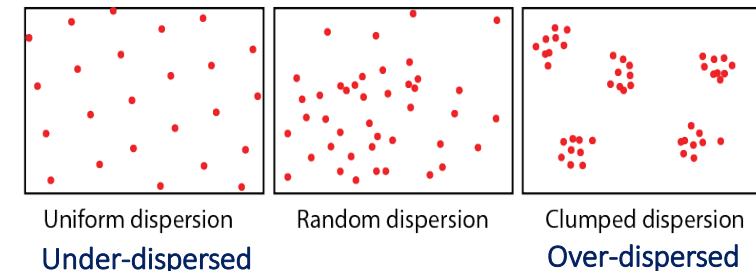 Uniform dispersion
Random dispersion
Clumped dispersion
Under-dispersed
Over-dispersed